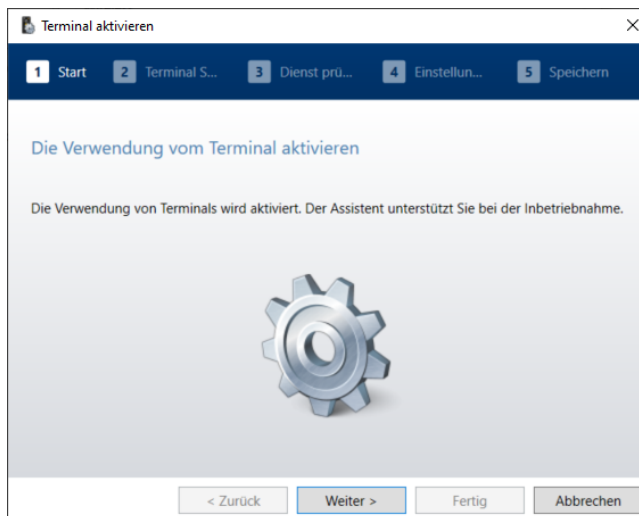 Terminal aktivieren
1 Start 2 Terminal S... 3 Dienst prü... 4 Einstellun... 5 Speichern
Die Verwendung vom Terminal aktivieren
Die Verwendung von Terminals wird aktiviert. Der Assistent unterstützt Sie bei der Inbetriebnahme.
< Zurück Weiter > Fertig Abbrechen